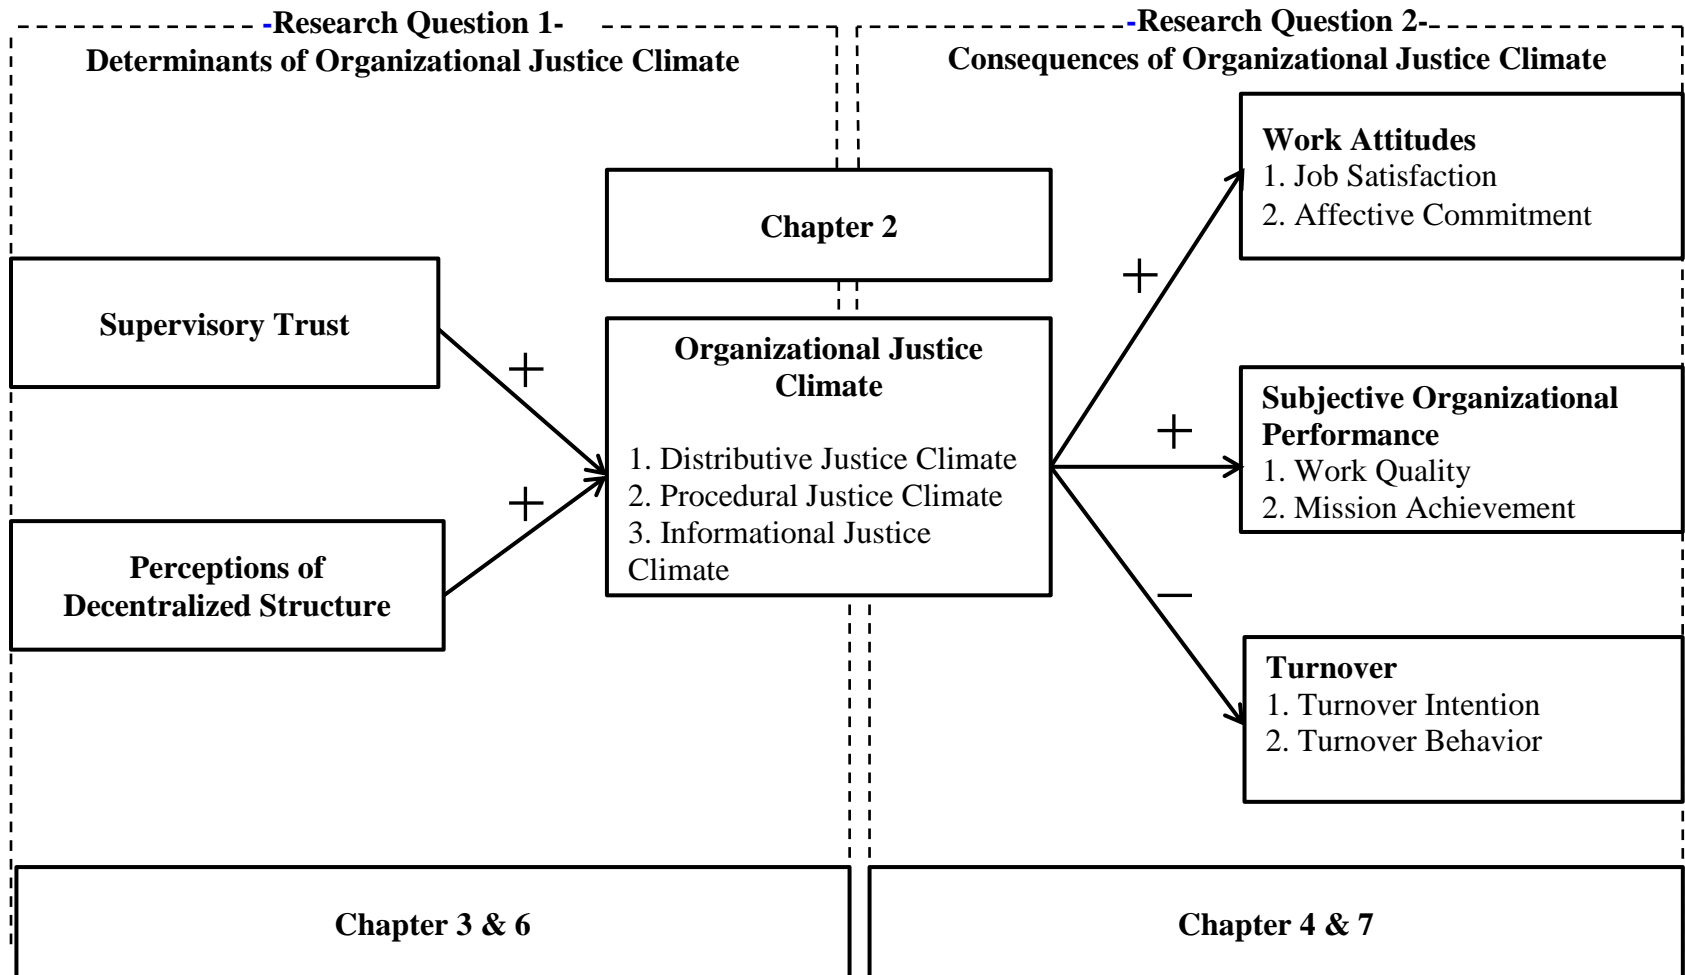 -Research Question 1-
Determinants of Organizational Justice Climate
-Research Question 2-
Consequences of Organizational Justice Climate
Chapter 2
Supervisory Trust
+
Perceptions of
Decentralized Structure
+
Organizational Justice
Climate
1. Distributive Justice Climate
2. Procedural Justice Climate
3. Informational Justice
Climate
+
Work Attitudes
1. Job Satisfaction
2. Affective Commitment
+
Subjective Organizational
Performance
1. Work Quality
2. Mission Achievement
−
Turnover
1. Turnover Intention
2. Turnover Behavior
Chapter 3 & 6
Chapter 4 & 7